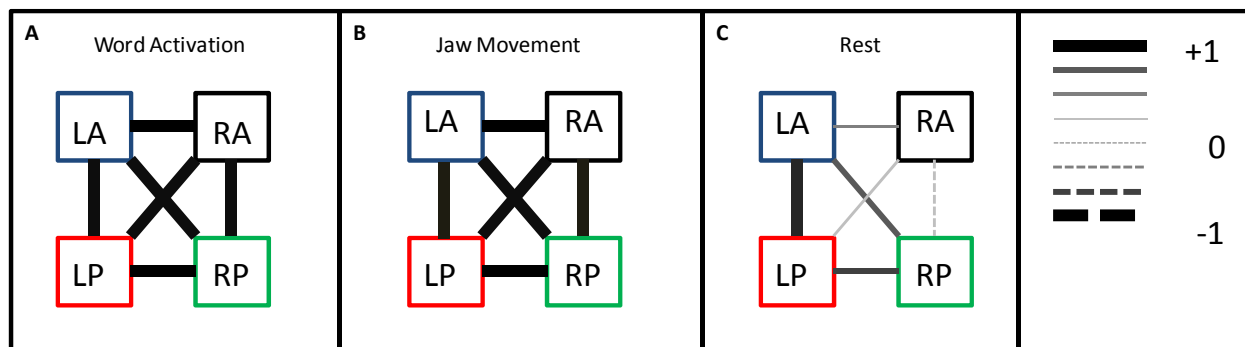 A
Word Activation
LA
RA
LP
RP
B
Jaw Movement
LA
RA
LP
RP
C
Rest
LA
RA
LP
RP
+1
0
-1